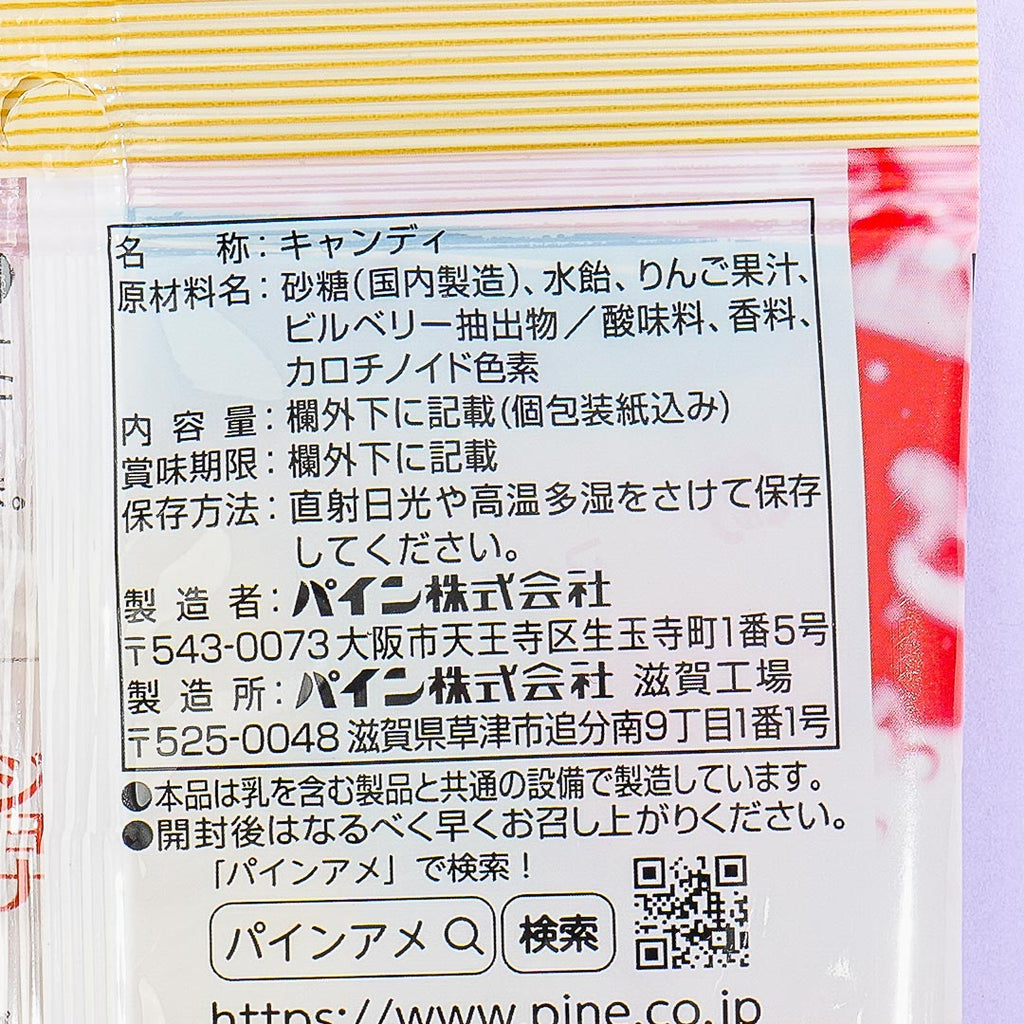 名 称：キャンディ
原材料名：砂糖(国内製造)、水飴、りんご果汁、
ビルベリー抽出物／酸味料、香料、
カロチノイド色素
内容量：欄外下に記載(個包装紙込み)
賞味期限：欄外下に記載
保存方法：直射日光や高温多湿をさけて保存
してください。
製造者：パイン株式会社
〒543-0073大阪市天王寺区生玉寺町1番5号
製造所：パイン株式会社 滋賀工場
〒525-0048滋賀県草津市追分南9丁目1番1号
●本品は乳を含む製品と共通の設備で製造しています。
●開封後はなるべく早くお召し上がりください。
「パインアメ」で検索！
パインアメ 検索
https://www.pine.co.jp